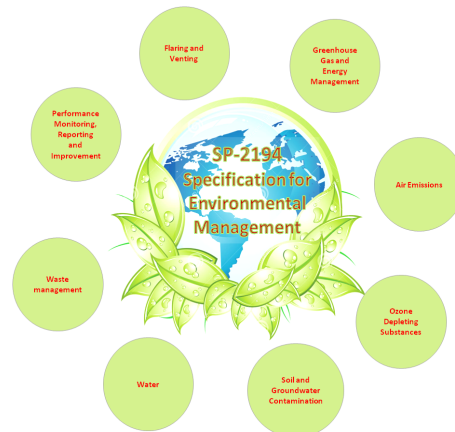 Flaring and
Venting
Greenhouse
Gas and
Energy
Management
Performance
Monitoring,
Reporting
and
Improvement
SP-2194
Specification for
Environmental
Management
Air Emissions
Waste
management
Ozone
Depleting
Substances
Water
Soil and
Groundwater
Contamination